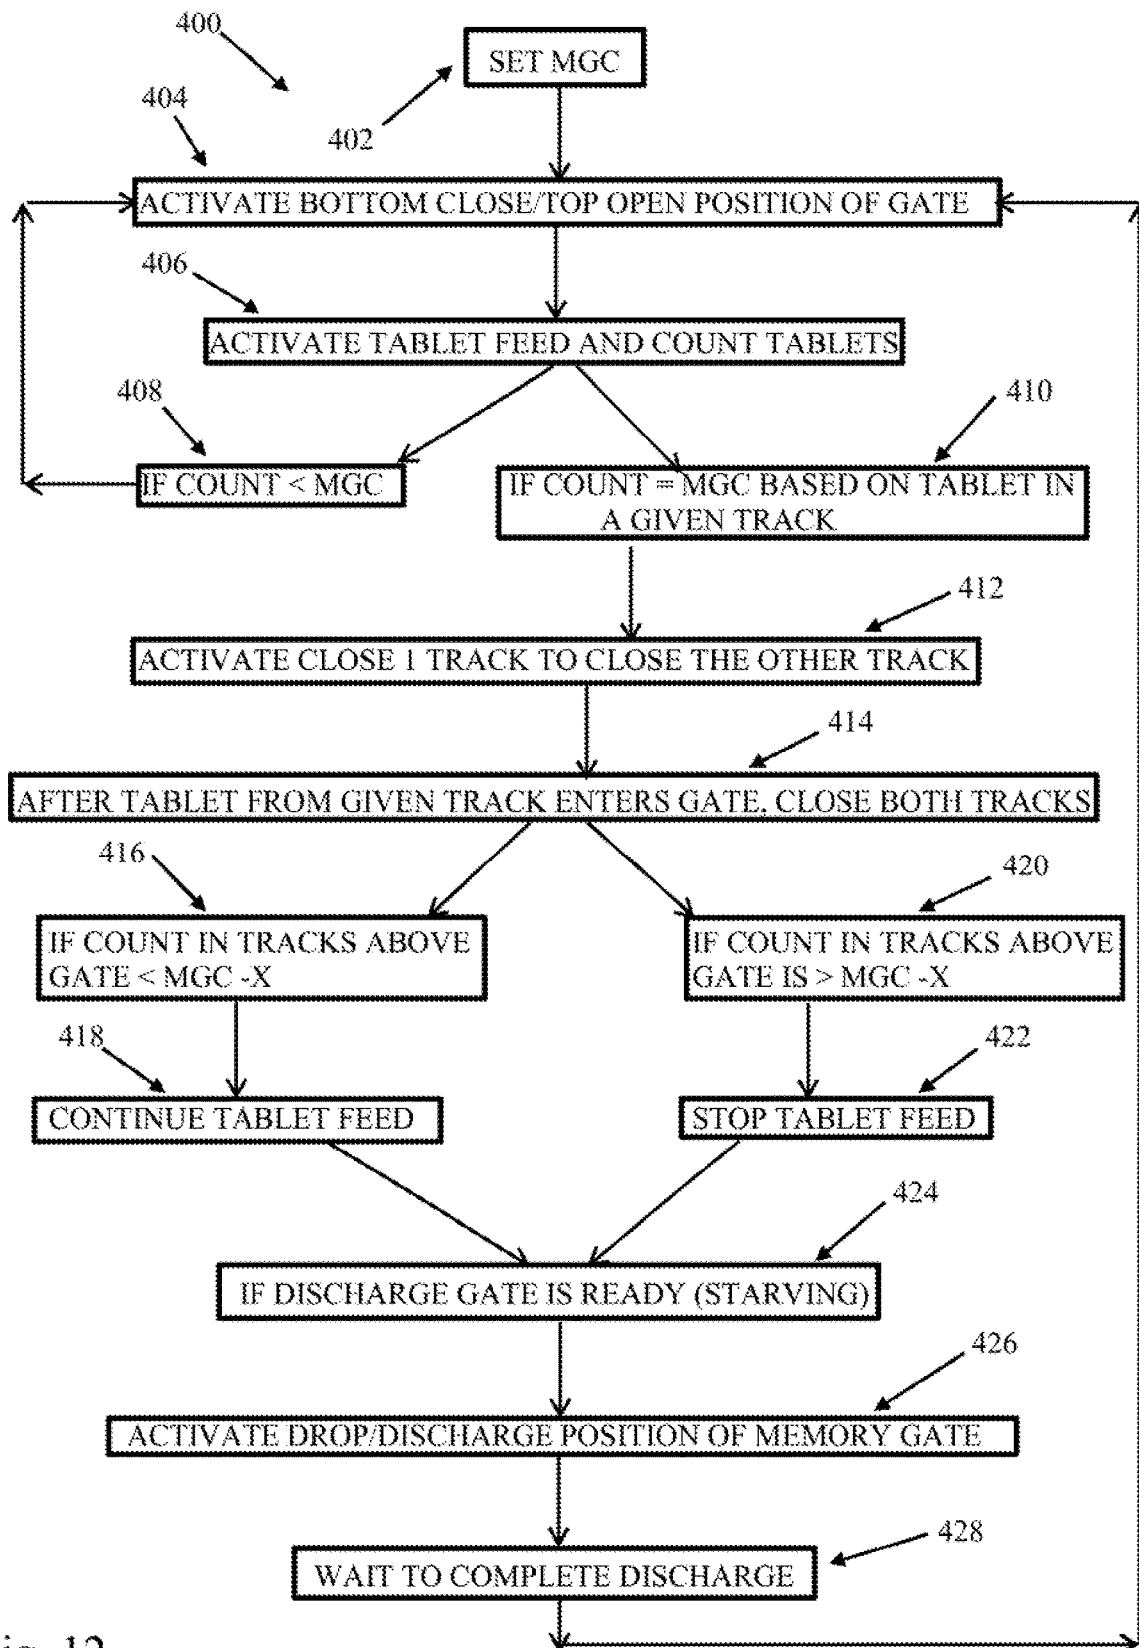 400
SET MGC
402
404
ACTIVATE BOTTOM CLOSE/TOP OPEN POSITION OF GATE
406
ACTIVATE TABLET FEED AND COUNT TABLETS
408
410
IF COUNT < MGC
IF COUNT = MGC BASED ON TABLET IN
A GIVEN TRACK
412
ACTIVATE CLOSE 1 TRACK TO CLOSE THE OTHER TRACK
414
AFTER TABLET FROM GIVEN TRACK ENTERS GATE, CLOSE BOTH TRACKS
416
420
IF COUNT IN TRACKS ABOVE
GATE < MGC -X
IF COUNT IN TRACKS ABOVE
GATE IS > MGC -X
418
422
CONTINUE TABLET FEED
STOP TABLET FEED
424
IF DISCHARGE GATE IS READY (STARVING)
426
ACTIVATE DROP/DISCHARGE POSITION OF MEMORY GATE
428
WAIT TO COMPLETE DISCHARGE